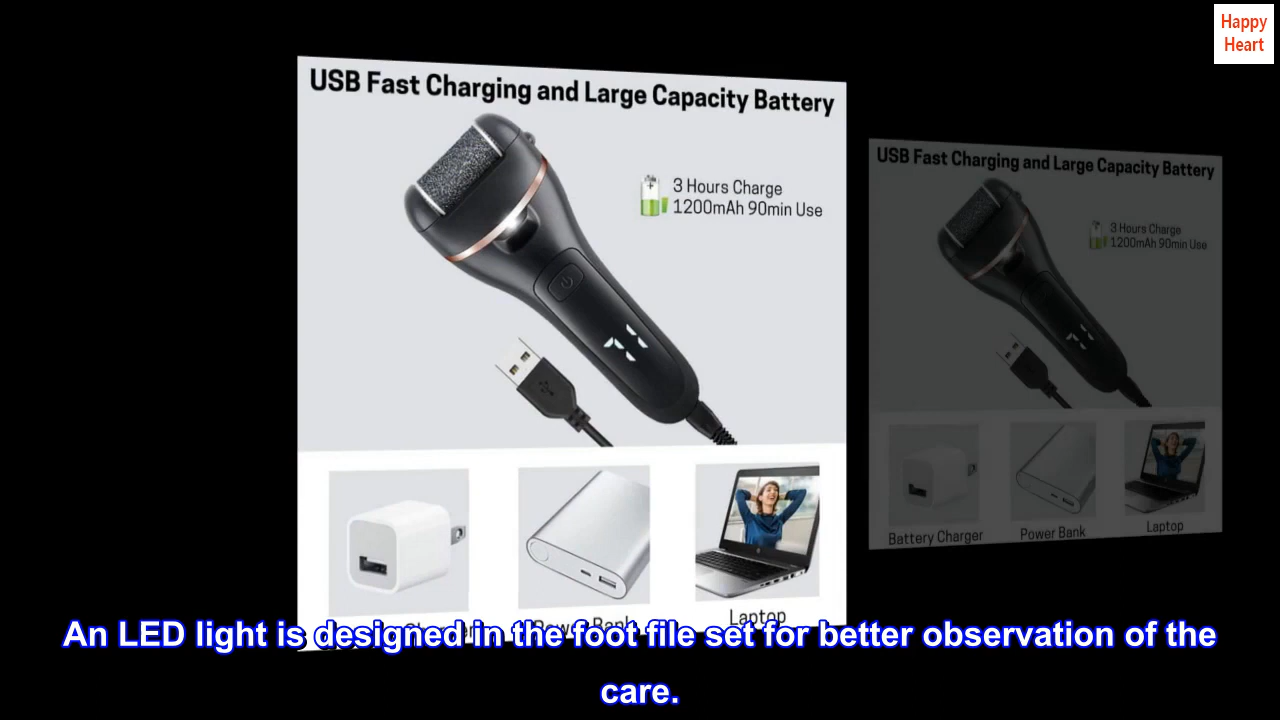 Happy
Heart
USB Fast Charging and Large Capacity Battery
3 Hours Charge
1200mAh 90min Use
Laptop
USB Fast Charging and Large Capacity Battery
3 Hours Charge
1200mAh 90min Use
Battery Charger
Power Bank
Laptop
An LED light is designed in the foot file set for better observation of the
care.